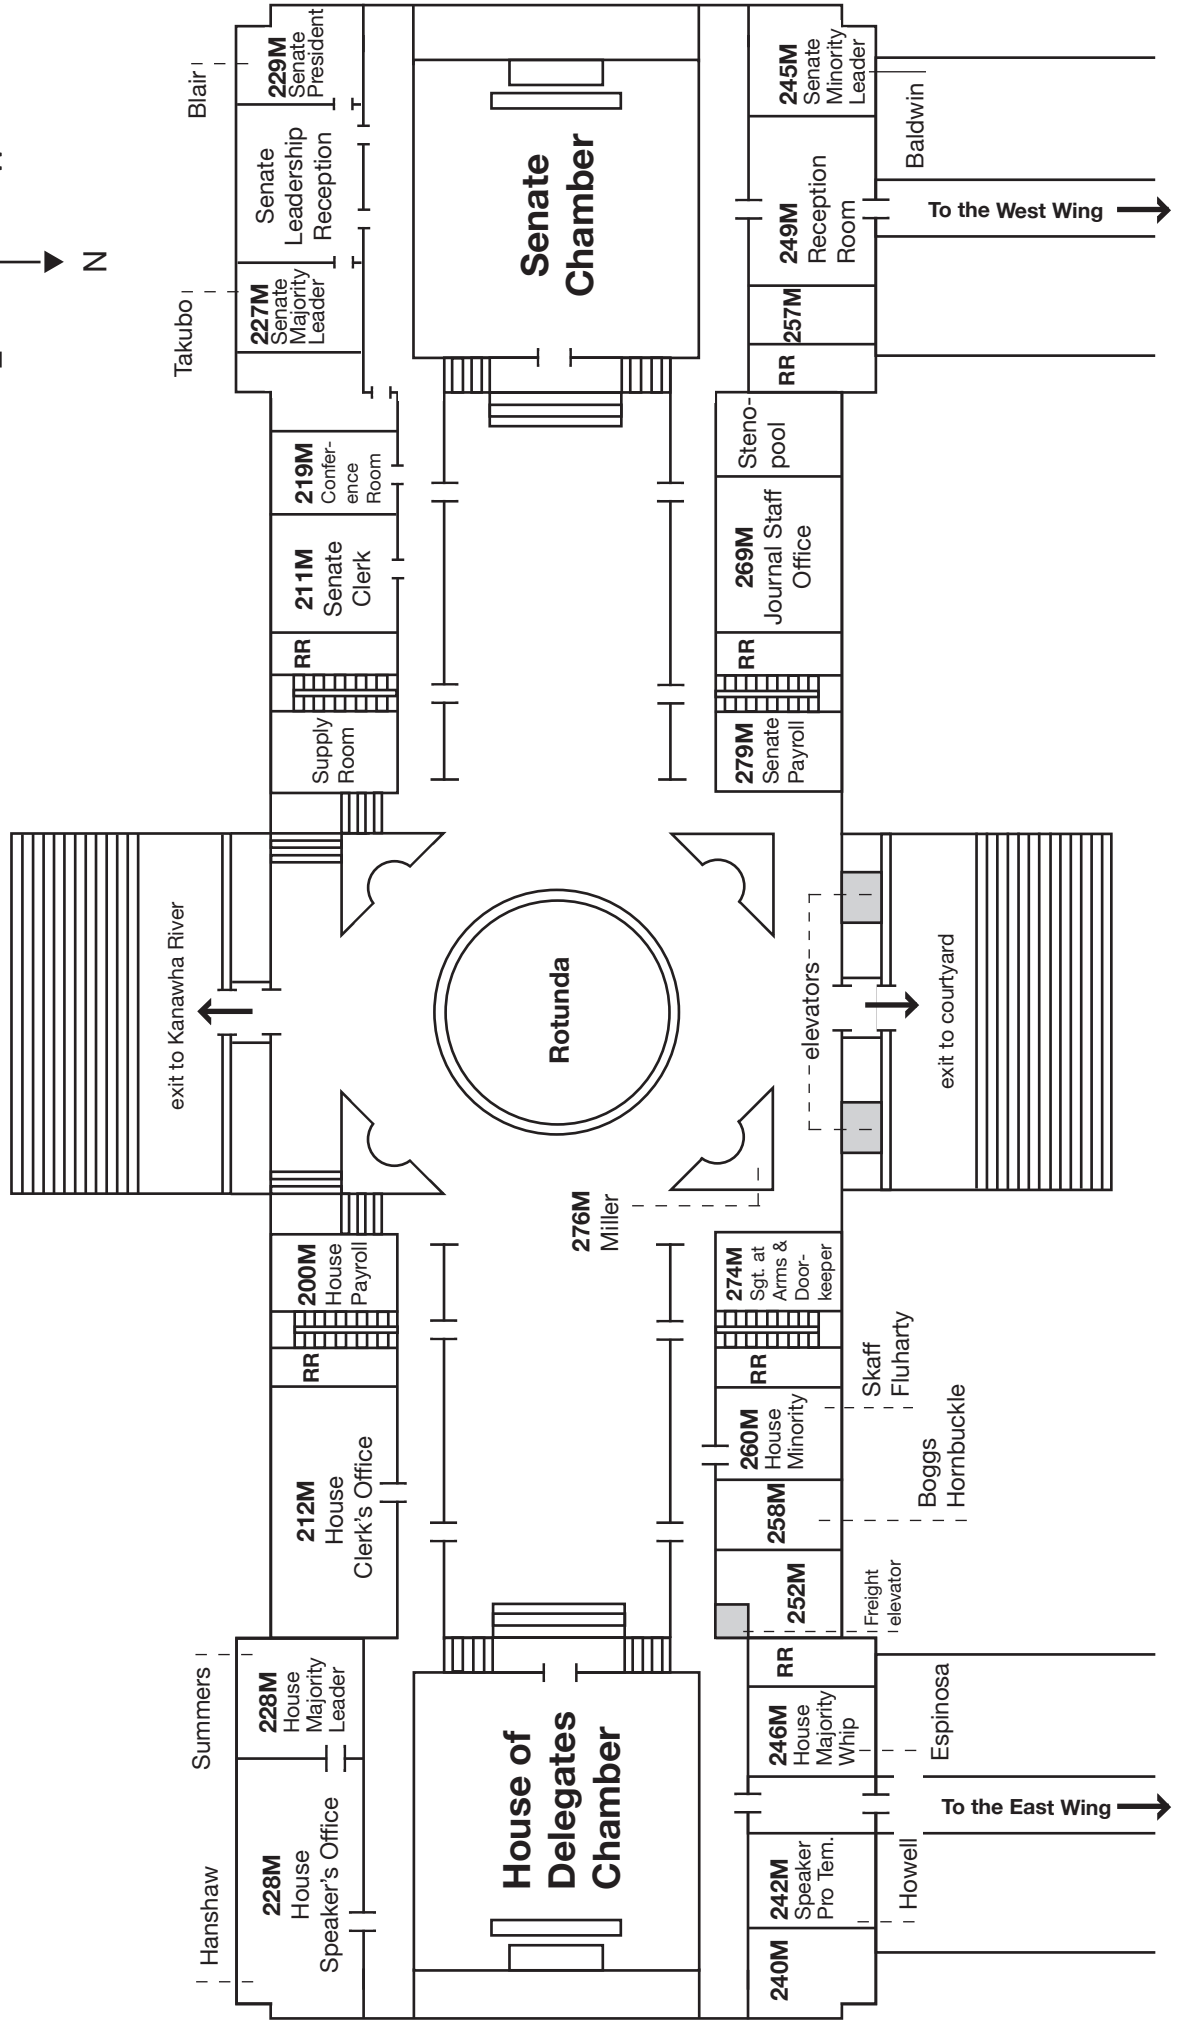 N
Blair
229M
Senate
President
Senate
Leadership
Reception
Takubo
227M
Senate
Majority
Leader
219M
Confer-
ence
Room
211M
Senate
Clerk
RR
Supply
Room
exit to Kanawha River
200M
House
Payroll
RR
212M
House
Clerk's Office
Summers
228M
House
Majority
Leader
Hanshaw
228M
House
Speaker's Office
Senate
Chamber
Rotunda
276M
Miller
House of
Delegates
Chamber
245M
Senate
Minority
Leader
Baldwin
249M
Reception
Room
To the West Wing
257M
RR
Steno-
pool
269M
Journal Staff
Office
RR
279M
Senate
Payroll
elevators
exit to courtyard
274M
Sgt. at
Arms &
Door-
keeper
RR
Skaff
Fluharty
260M
House
Minority
258M
Boggs
Hornbuckle
252M
Freight
elevator
RR
246M
House
Majority
Whip
Espinosa
To the East Wing
242M
Speaker
Pro Tem.
Howell
240M